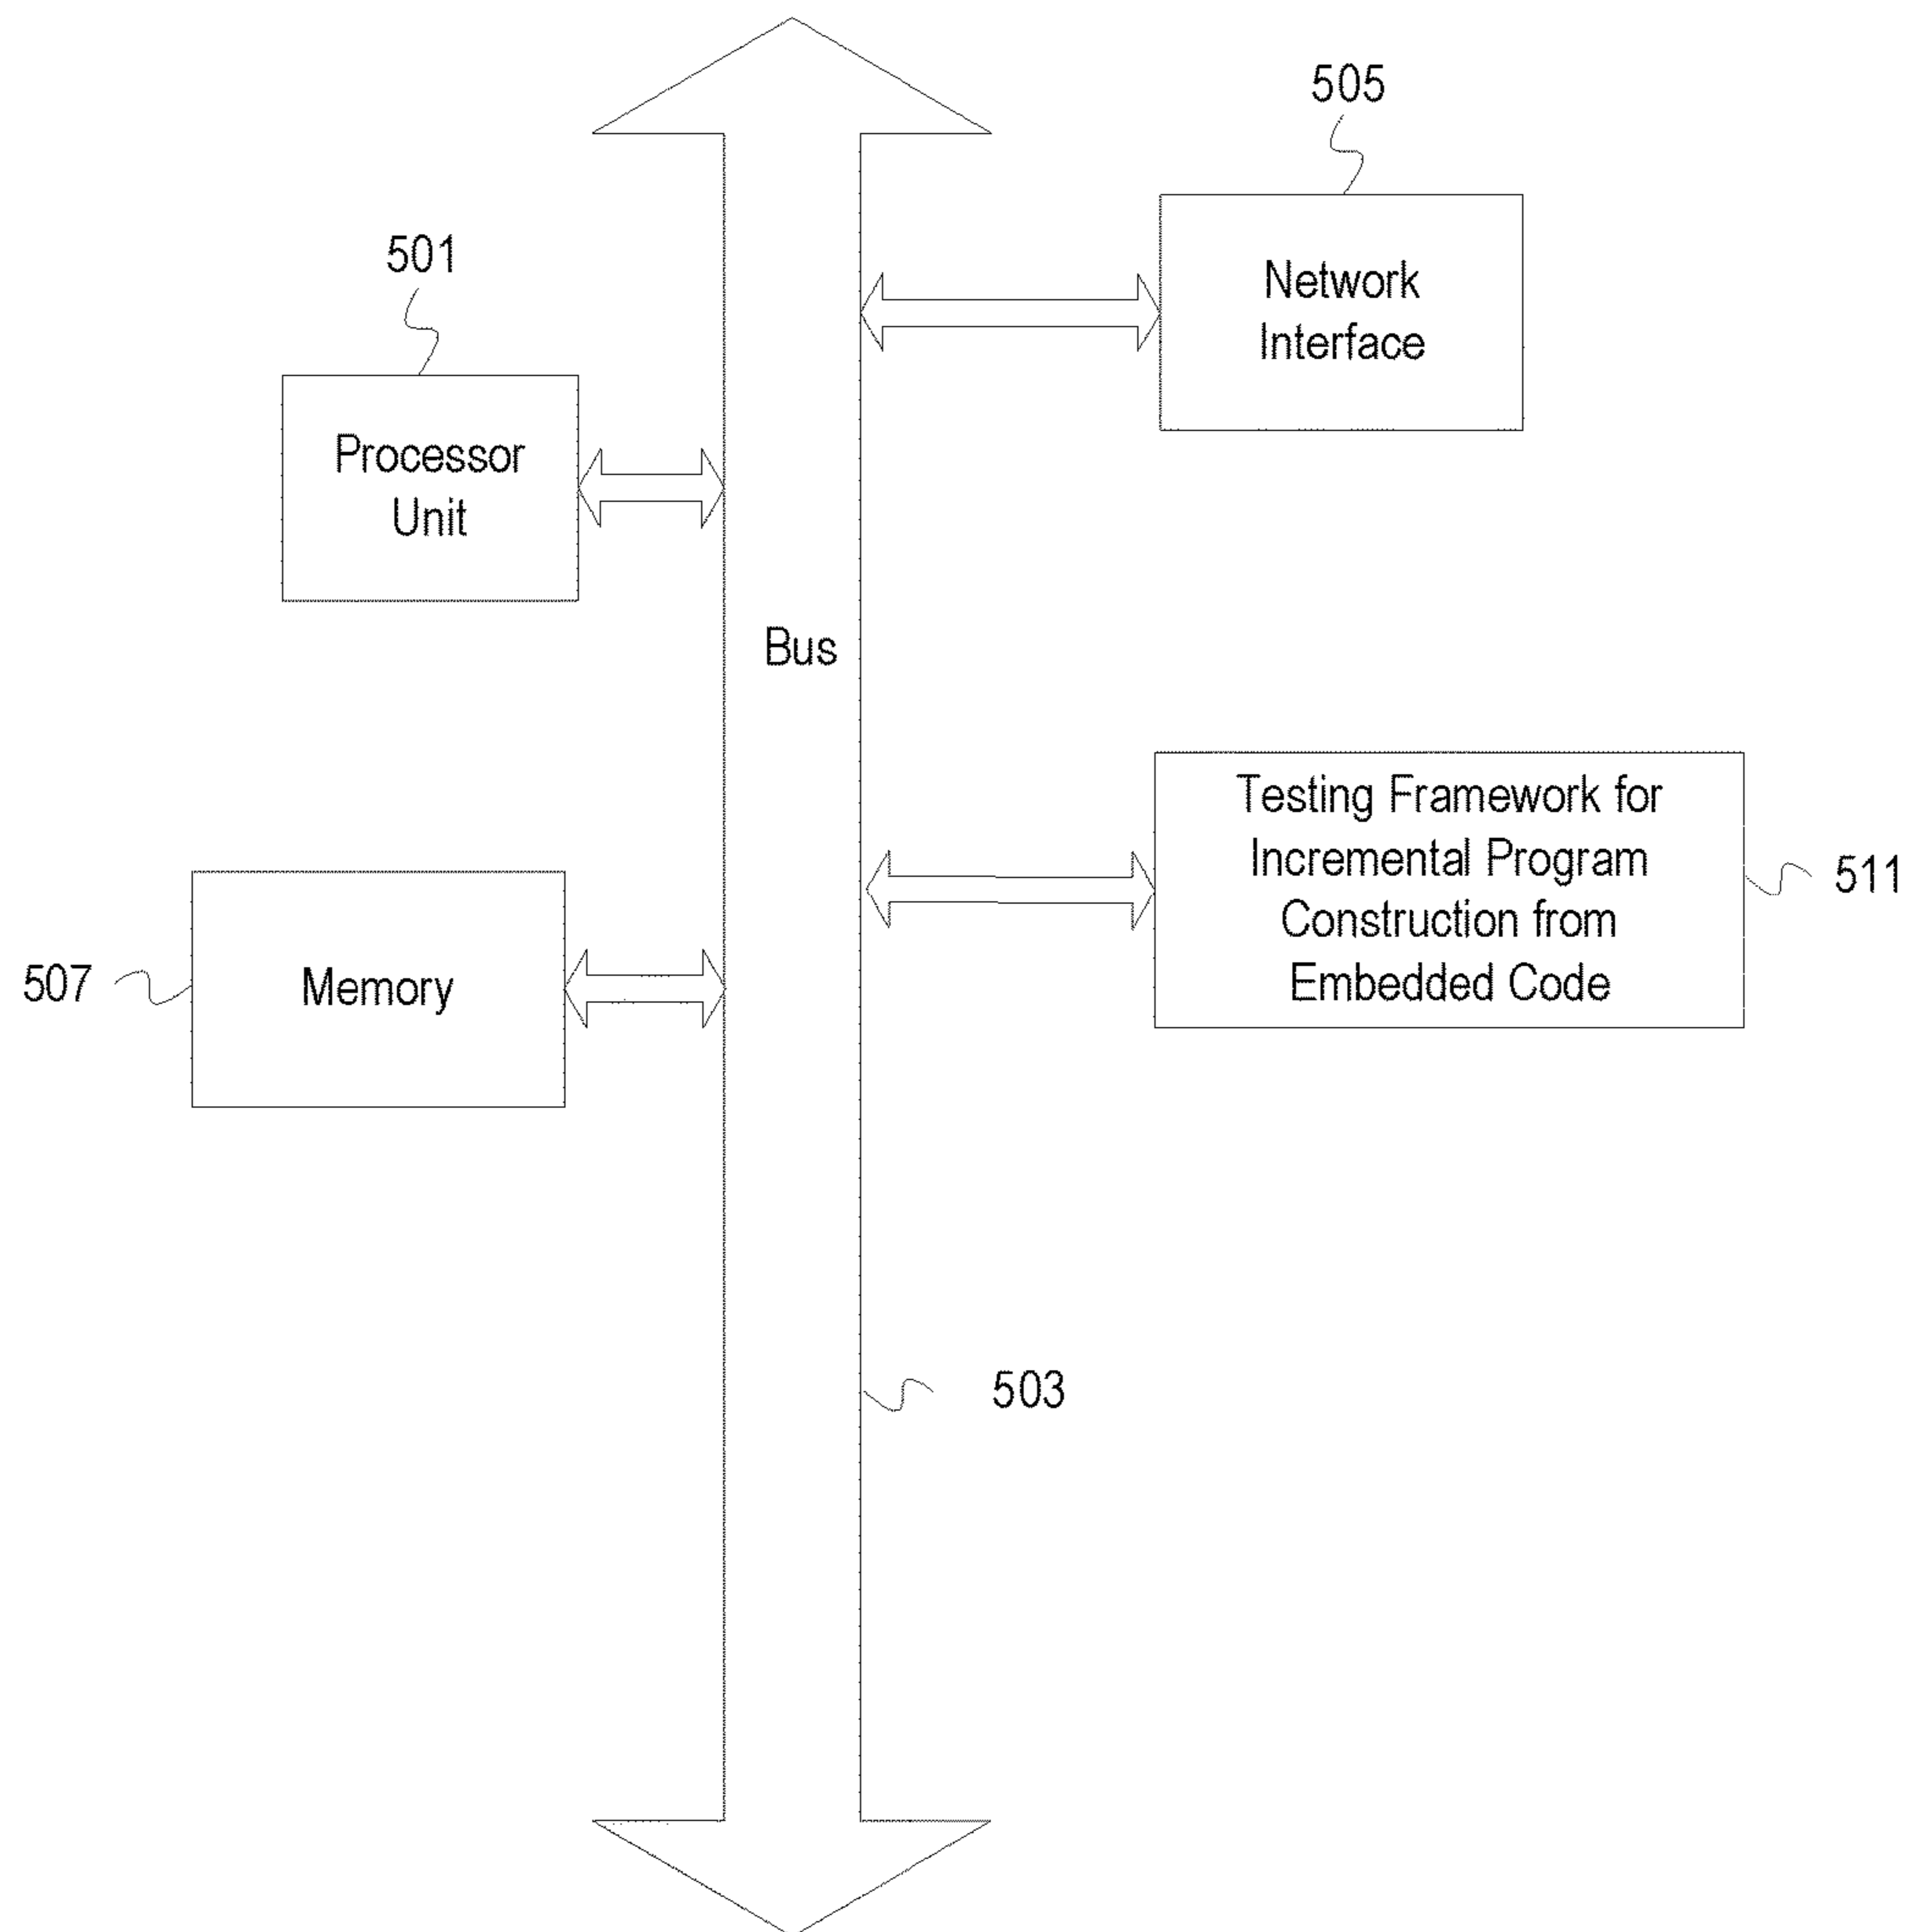 505
Network
Interface
501
Processor
Unit
Bus
Testing Framework for
Incremental Program
Construction from
Embedded Code
511
507
Memory
503